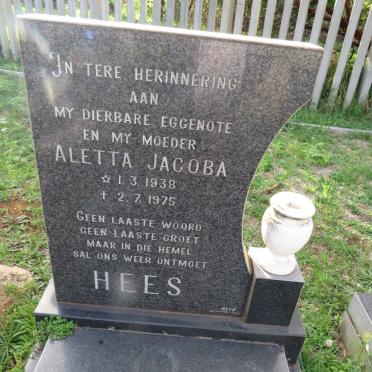 In tere herinnering
aan
my dierbare eggenote
en my moeder
Aletta Jacoba
☆ 1.3.1938
✝ 2.7.1975
Geen laaste woord
geen laaste groet
maar in die hemel
sal ons weer ontmoet
HEES